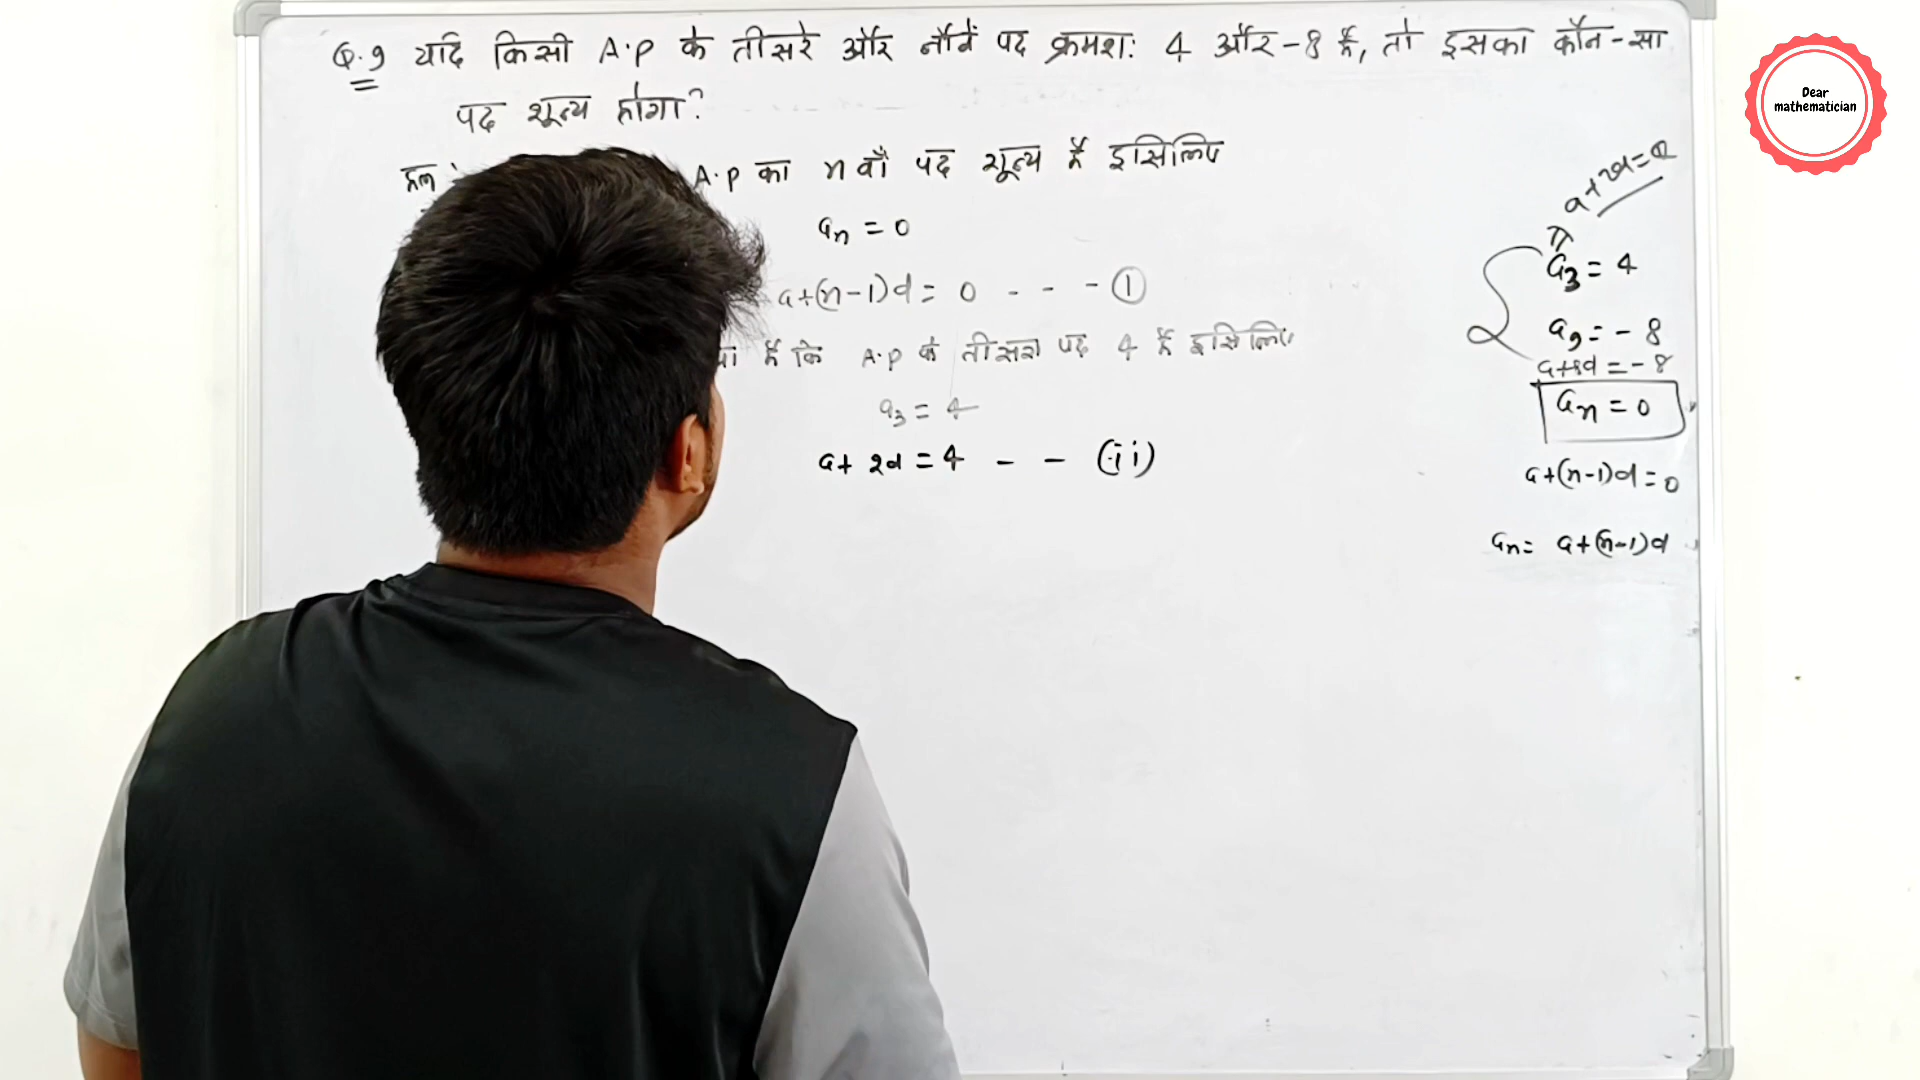 Q.9 यदि किसी A.P के तीसरे और नौवें पद क्रमशः 4 और -8 हैं, तो इसका कौन-सा
पद शून्य होगा?
हल A.P का n वाँ पद शून्य है इसिलिए
an = 0
a+(n-1)d = 0 - - - ①
है कि A.P के तीसरा पद 4 है इसिलिए
a3 = 4
a+ 2d = 4 - - (ii)
a3 = 4
a9 = - 8
a+8d = - 8
an = 0
a+(n-1)d = 0
an = a+(n-1)d
Dear
mathematician